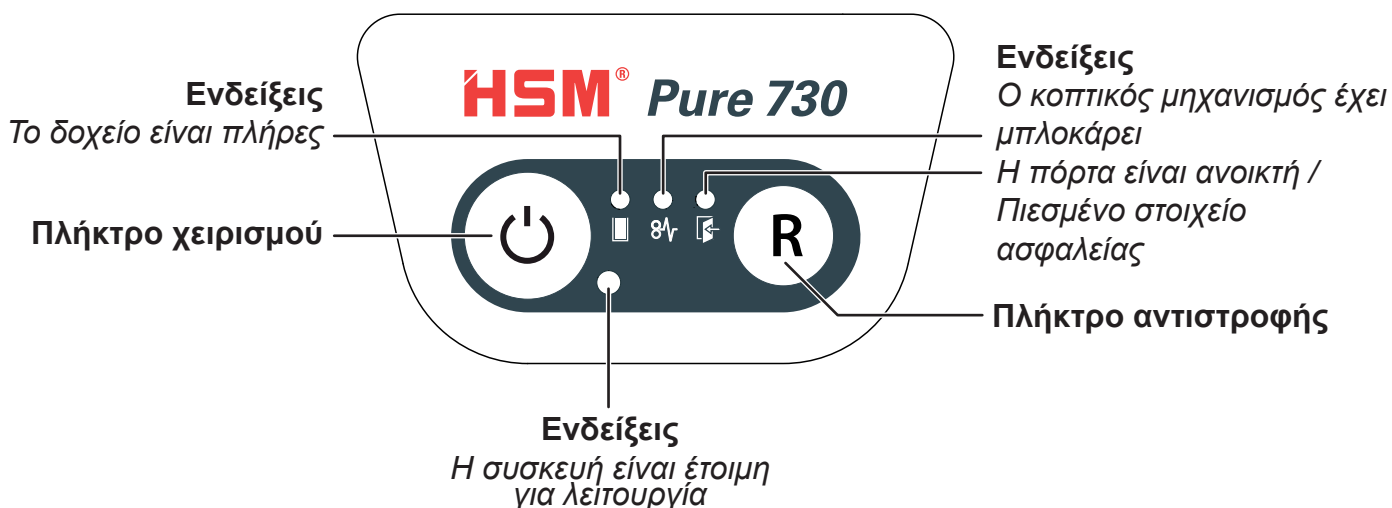 Ενδείξεις
Το δοχείο είναι πλήρες
Πλήκτρο χειρισμού
HSM® Pure 730
R
Ενδείξεις
Ο κοπτικός μηχανισμός έχει
μπλοκάρει
Η πόρτα είναι ανοικτή /
Πιεσμένο στοιχείο
ασφαλείας
Πλήκτρο αντιστροφής
Ενδείξεις
Η συσκευή είναι έτοιμη
για λειτουργία